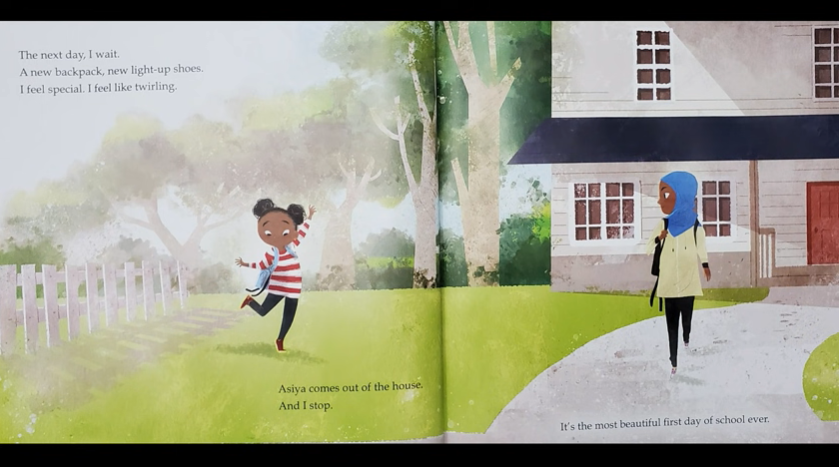 The next day, I wait.
A new backpack, new light-up shoes.
I feel special. I feel like twirling.
Asiya comes out of the house.
And I stop.
It's the most beautiful first day of school ever.